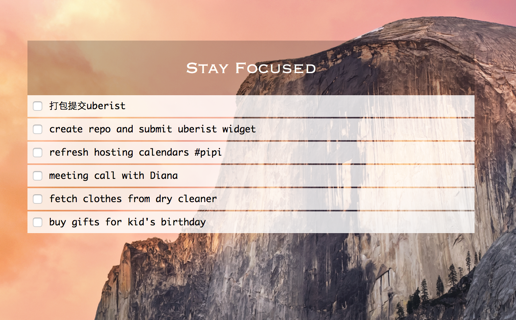 Stay Focused
打包提交uberist
create repo and submit uberist widget
refresh hosting calendars #pipi
meeting call with Diana
fetch clothes from dry cleaner
buy gifts for kid's birthday